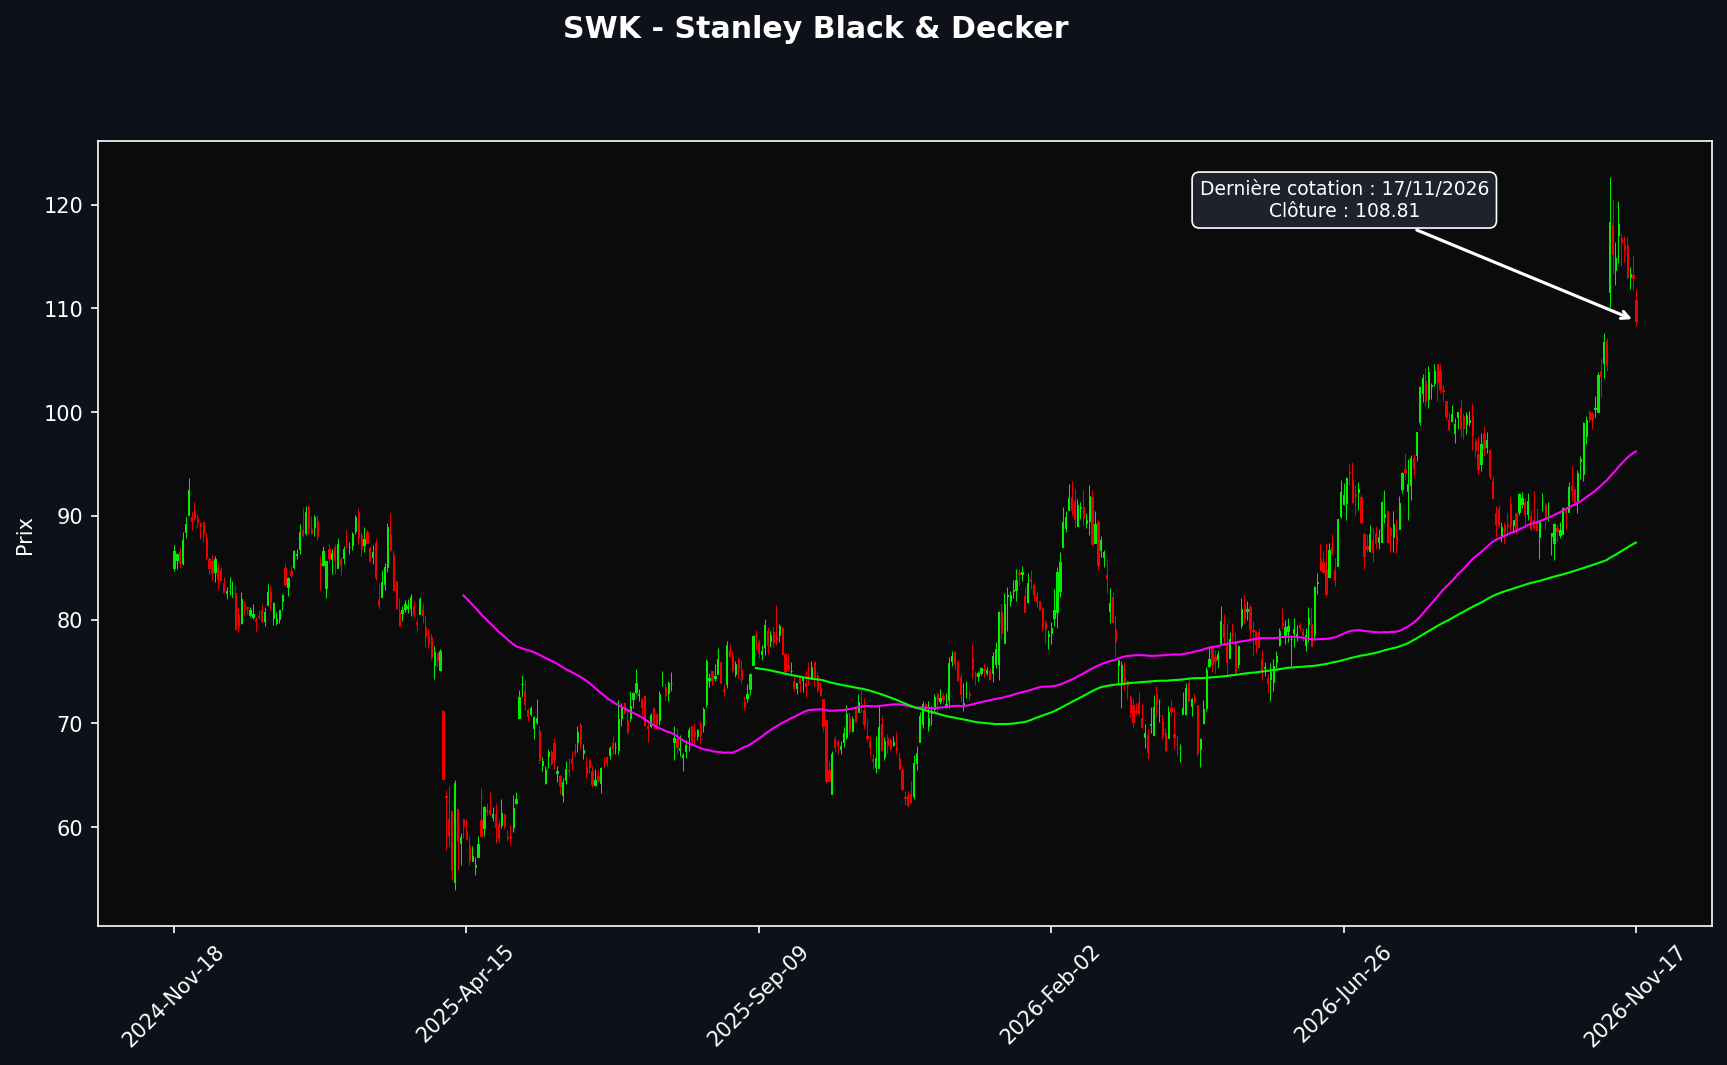 SWK - Stanley Black & Decker
Dernière cotation : 17/11/2026
Clôture : 108.81
Prix
120
110
100
90
80
70
60
2024-Nov-18
2025-Apr-15
2025-Sep-09
2026-Feb-02
2026-Jun-26
2026-Nov-17